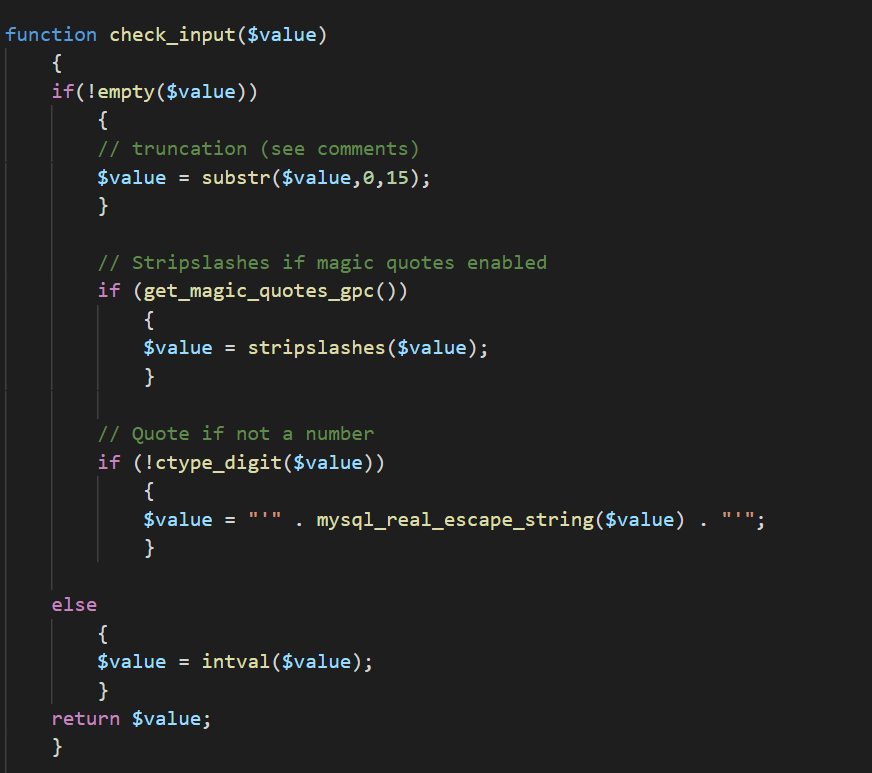 function check_input($value)
{
if(!empty($value))
{
// truncation (see comments)
$value = substr($value,0,15);
}
// Stripslashes if magic quotes enabled
if (get_magic_quotes_gpc())
{
$value = stripslashes($value);
}
// Quote if not a number
if (!ctype_digit($value))
{
$value = "'" . mysql_real_escape_string($value) . "'";
}
else
{
$value = intval($value);
}
return $value;
}